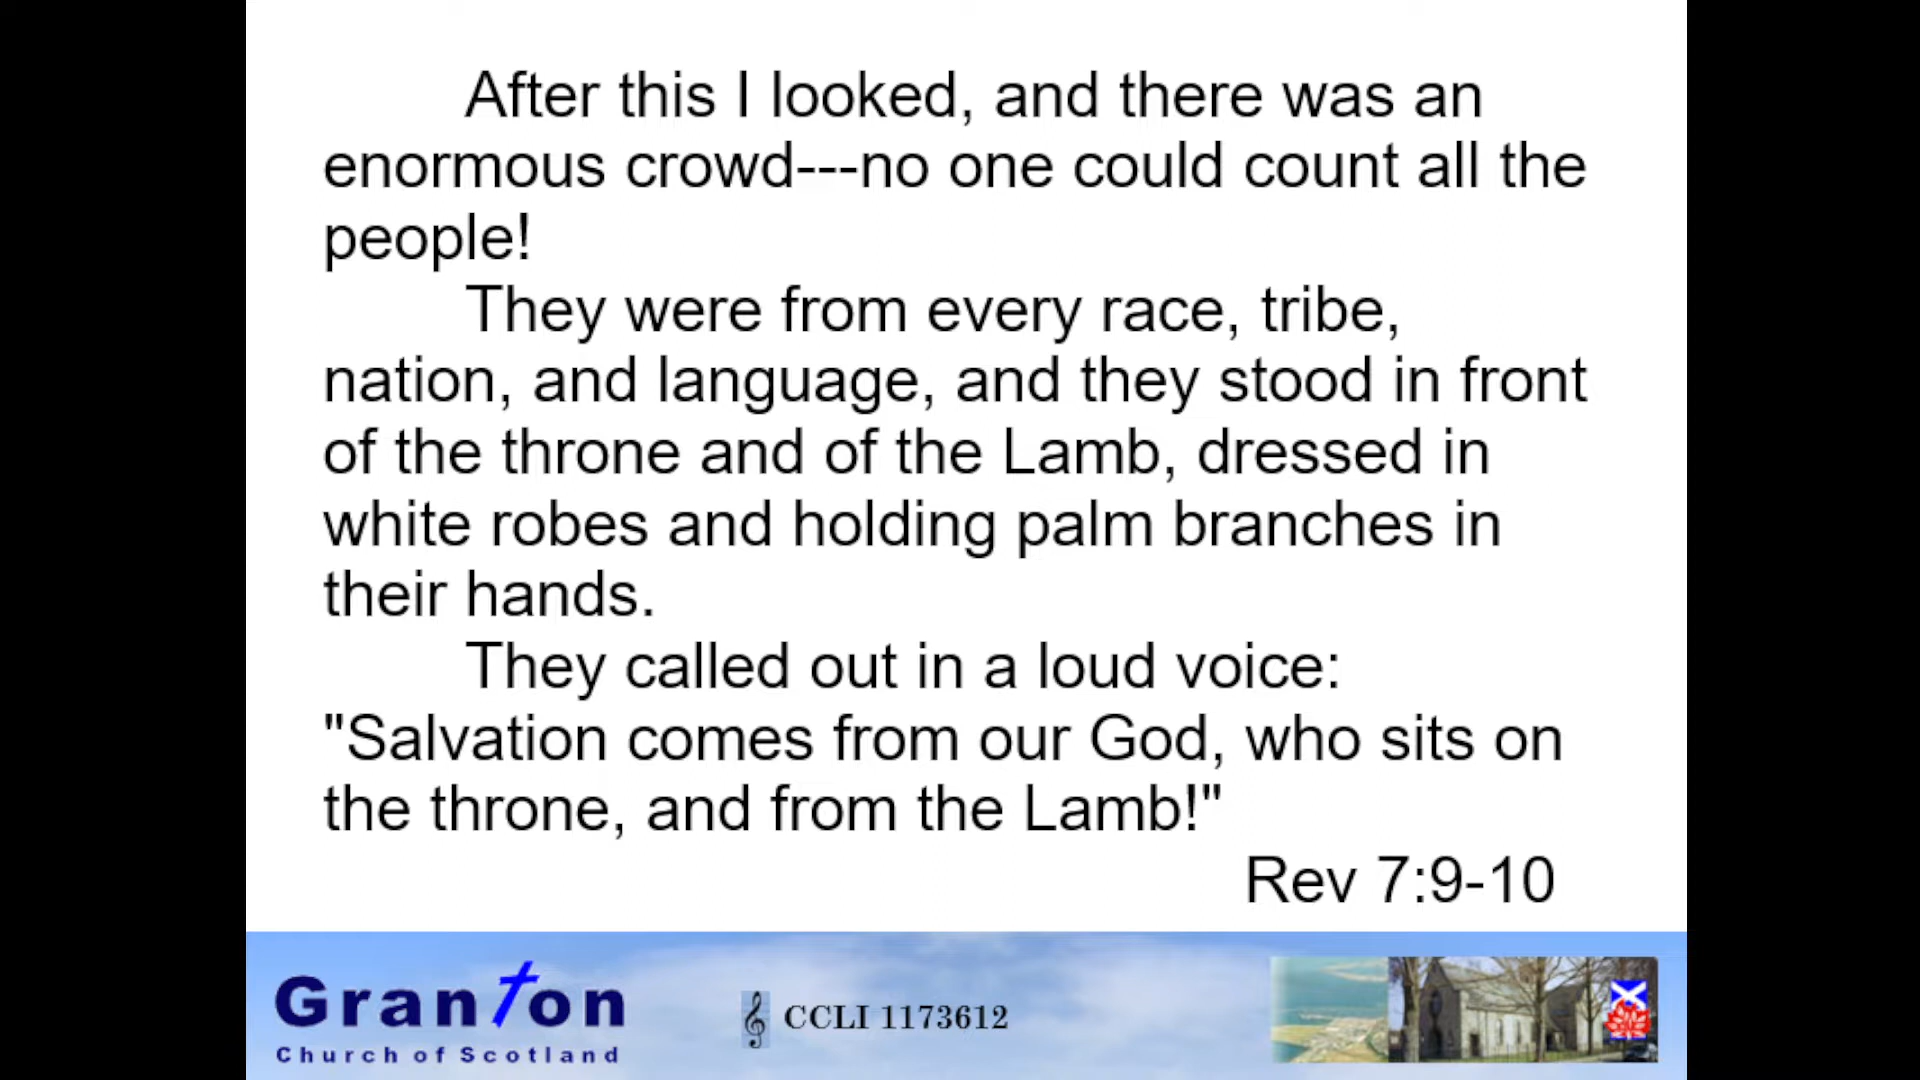 After this I looked, and there was an
enormous crowd---no one could count all the
people!
They were from every race, tribe,
nation, and language, and they stood in front
of the throne and of the Lamb, dressed in
white robes and holding palm branches in
their hands.
They called out in a loud voice:
"Salvation comes from our God, who sits on
the throne, and from the Lamb!"
Rev 7:9-10
Granton
Church of Scotland
CCLI 1173612